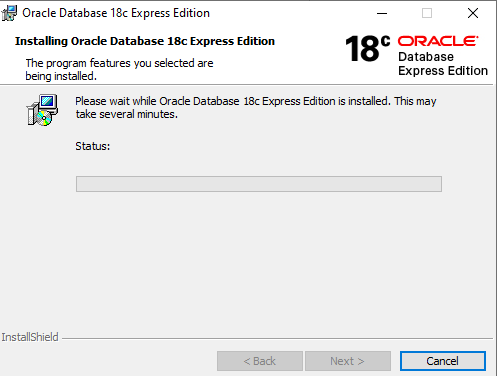 Oracle Database 18c Express Edition
Installing Oracle Database 18c Express Edition
The program features you selected are
being installed.
18c ORACLE
Database
Express Edition
Please wait while Oracle Database 18c Express Edition is installed. This may
take several minutes.
Status:
InstallShield
< Back
Next >
Cancel